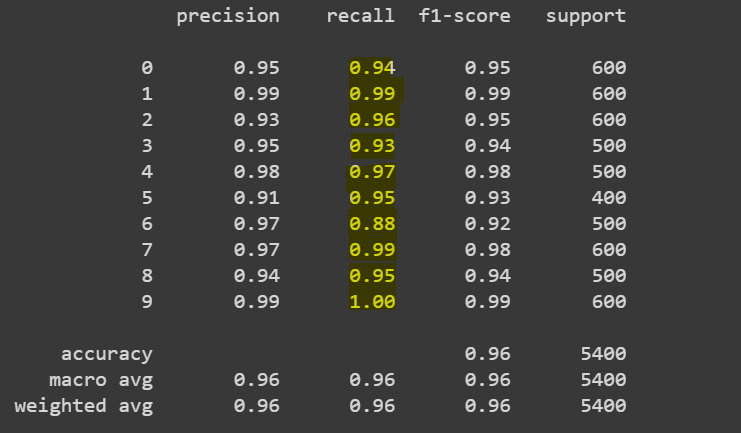 precision recall f1-score support
0 0.95 0.94 0.95 600
1 0.99 0.99 0.99 600
2 0.93 0.96 0.95 600
3 0.95 0.93 0.94 500
4 0.98 0.97 0.98 500
5 0.91 0.95 0.93 400
6 0.97 0.88 0.92 500
7 0.97 0.99 0.98 600
8 0.94 0.95 0.94 500
9 0.99 1.00 0.99 600
accuracy 0.96 5400
macro avg 0.96 0.96 0.96 5400
weighted avg 0.96 0.96 0.96 5400